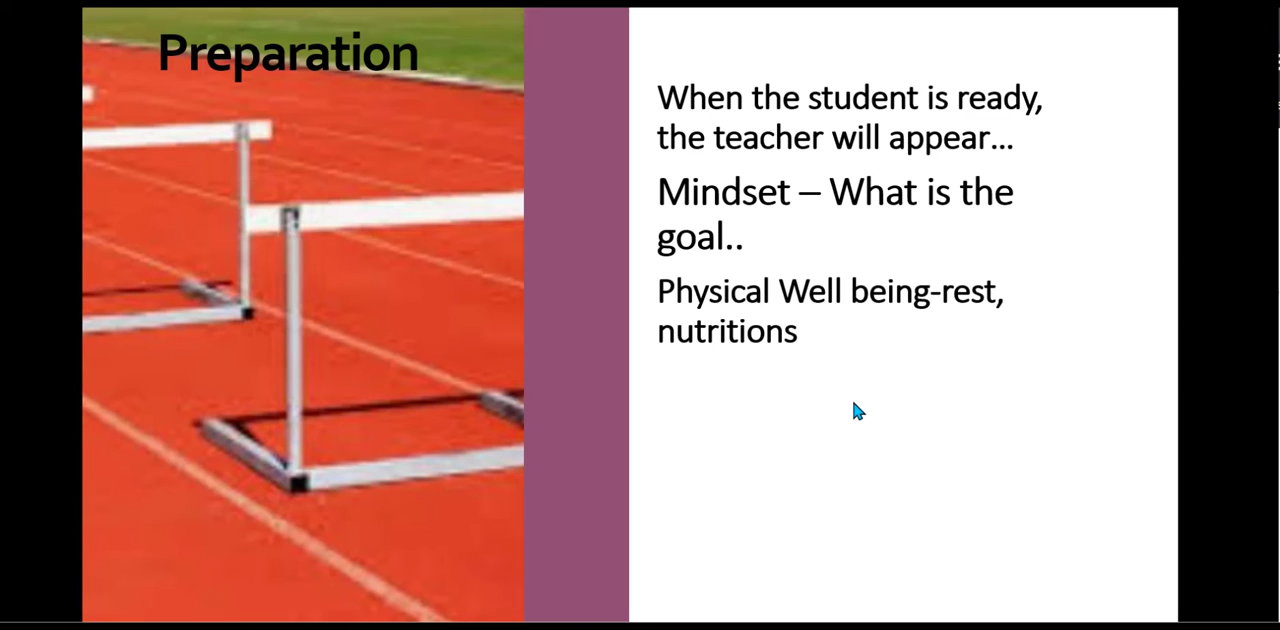 Preparation
When the student is ready,
the teacher will appear...
Mindset – What is the
goal..
Physical Well being-rest,
nutritions